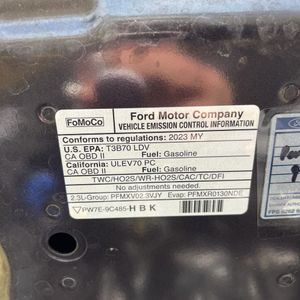 FoMoCo
Ford Motor Company
VEHICLE EMISSION CONTROL INFORMATION
Conforms to regulations: 2023 MY
U.S. EPA: T3B70 LDV
CA OBD II Fuel: Gasoline
California: ULEV70 PC
CA OBD II Fuel: Gasoline
TWC/HO2S/WR-HO2S/CAC/TC/DFI
No adjustments needed.
2.3L-Group: PFMXV02.3VJY Evap: PFMXR0130NDE
PW7E-9C485-HBK